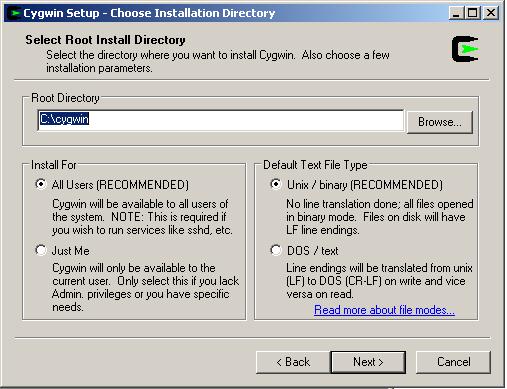 Cygwin Setup - Choose Installation Directory
Select Root Install Directory
Select the directory where you want to install Cygwin. Also choose a few
installation parameters.
Root Directory
C:\cygwin
Browse...
Install For
All Users (RECOMMENDED)
Cygwin will be available to all users of
the system. NOTE: This is required if
you wish to run services like sshd, etc.
Just Me
Cygwin will only be available to the
current user. Only select this if you lack
Admin. privileges or you have specific
needs.
Default Text File Type
Unix / binary (RECOMMENDED)
No line translation done; all files opened
in binary mode. Files on disk will have
LF line endings.
DOS / text
Line endings will be translated from unix
(LF) to DOS (CR-LF) on write and vice
versa on read.
Read more about file modes...
< Back
Next >
Cancel